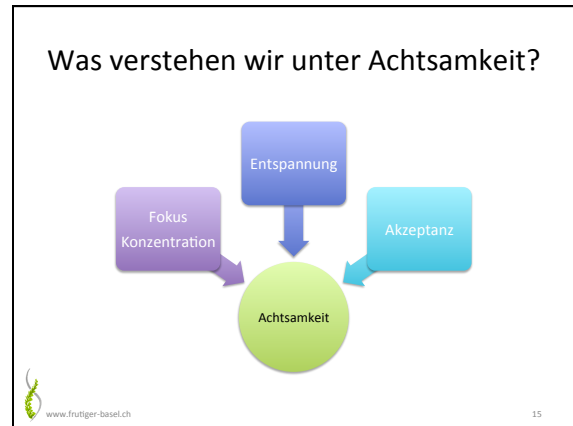 Was verstehen wir unter Achtsamkeit?
Entspannung
Fokus
Konzentration
Akzeptanz
Achtsamkeit
www.frutiger-basel.ch
15